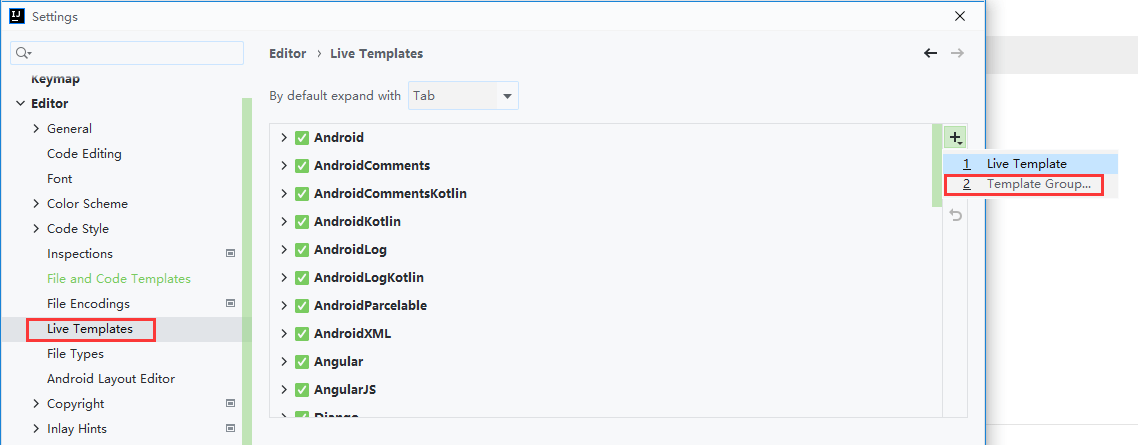 Settings
Keymap
Editor
General
Code Editing
Font
Color Scheme
Code Style
Inspections
File and Code Templates
File Encodings
Live Templates
File Types
Android Layout Editor
Copyright
Inlay Hints
Editor › Live Templates
By default expand with Tab
Android
AndroidComments
AndroidCommentsKotlin
AndroidKotlin
AndroidLog
AndroidLogKotlin
AndroidParcelable
AndroidXML
Angular
AngularJS
Django
1 Live Template
2 Template Group...